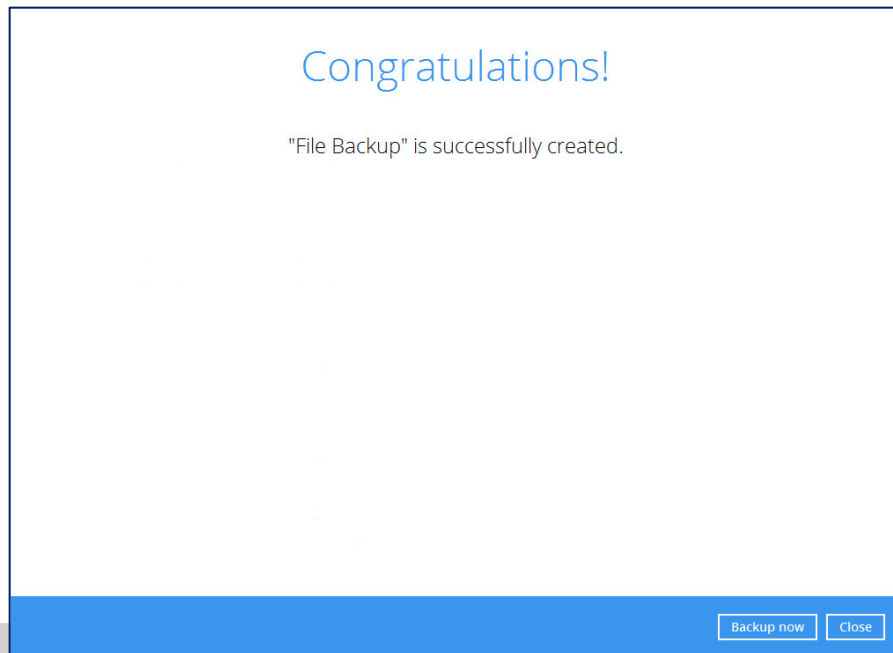 Congratulations!
"File Backup" is successfully created.
Backup now
Close